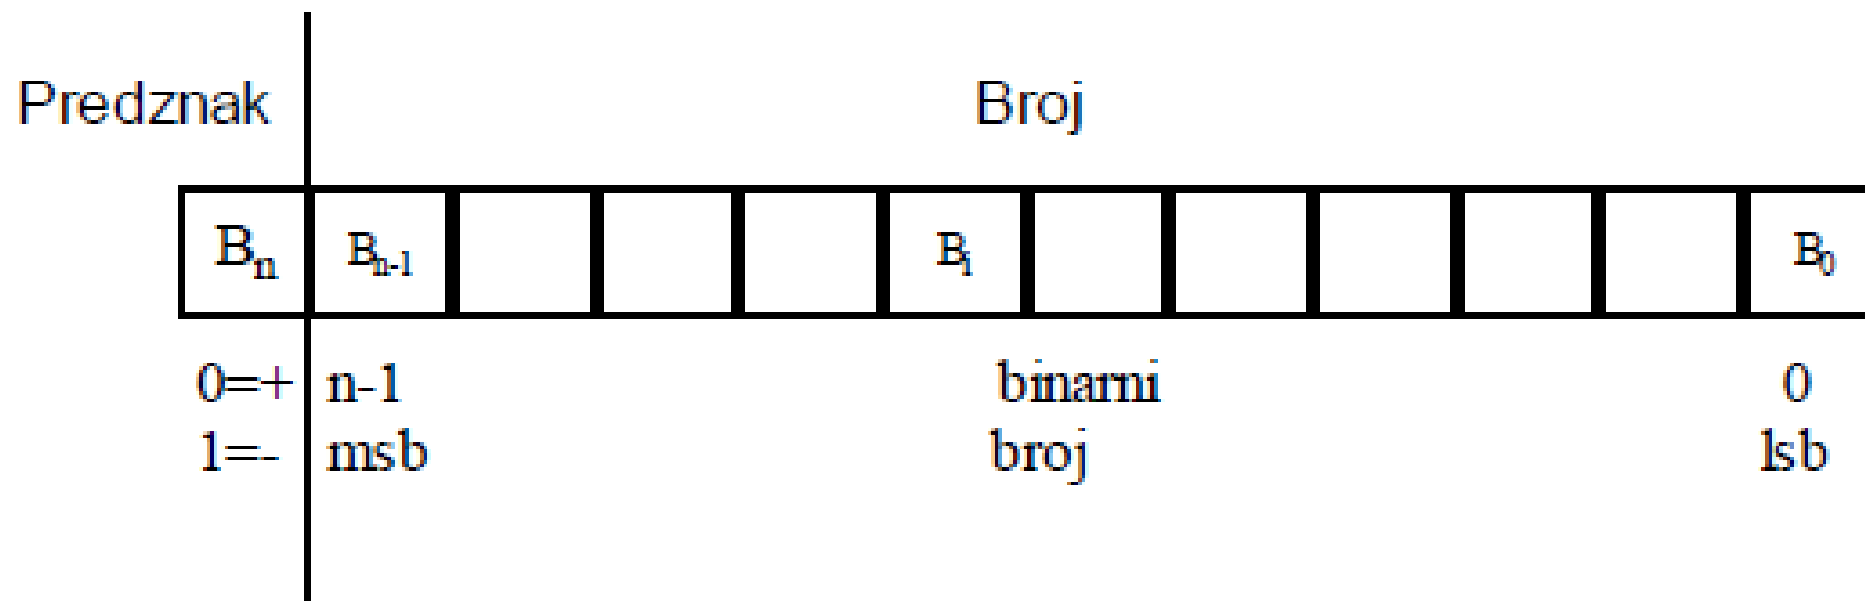 Predznak Broj
Bn Bn-1 Bi B0
0=+ n-1 binarni 0
1=- msb broj lsb